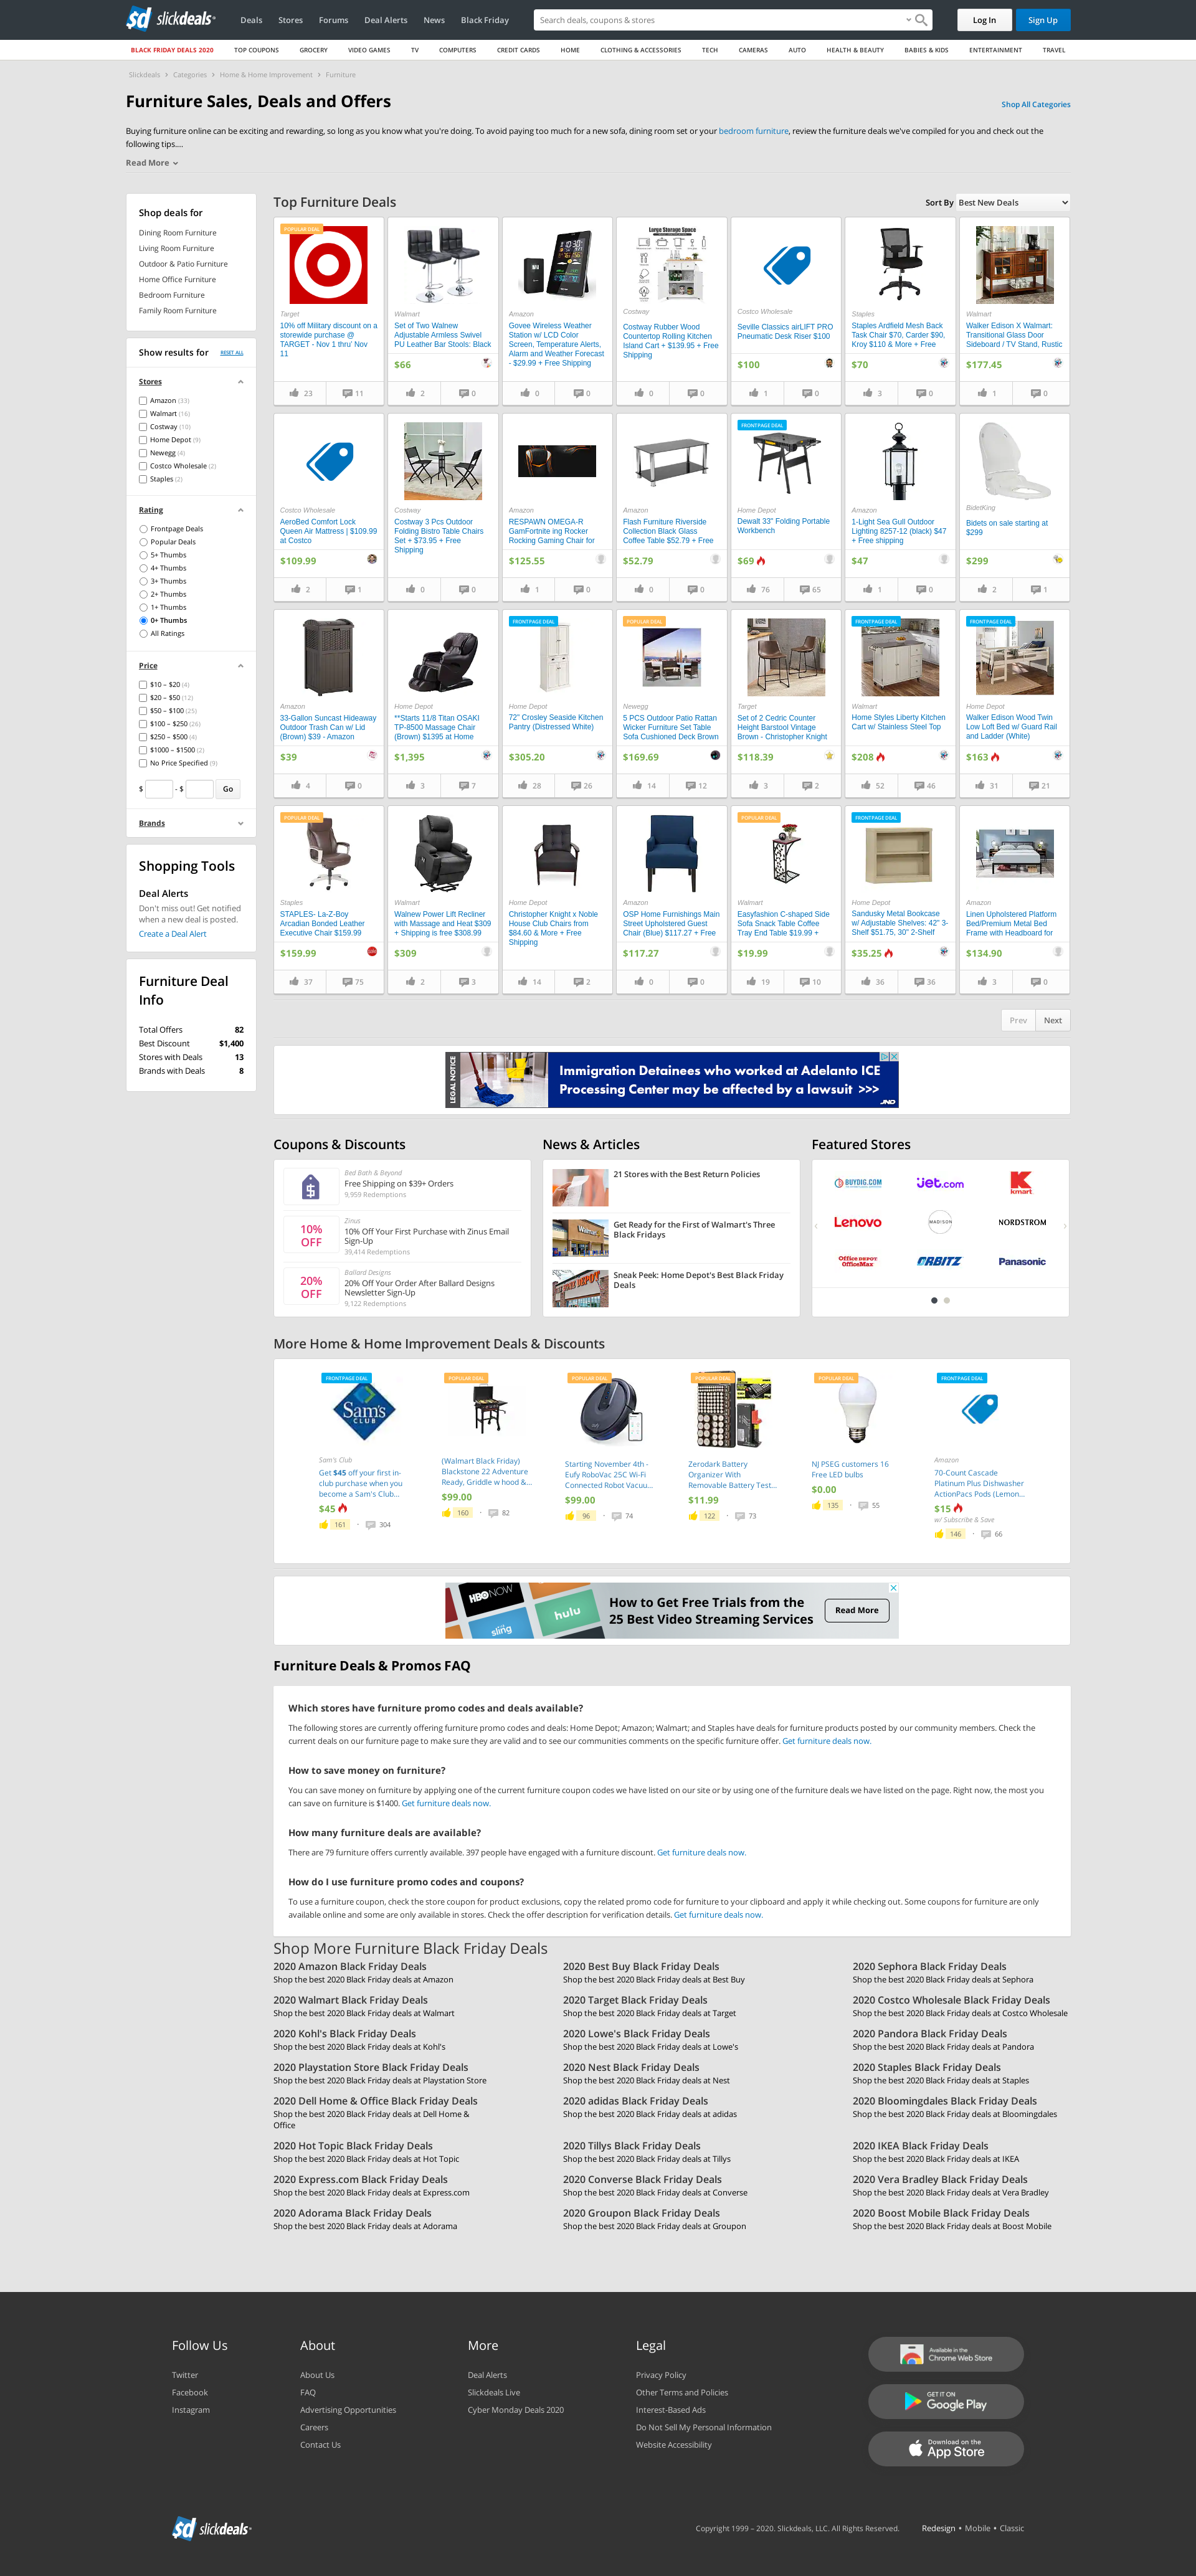 sd slickdeals
Deals
Stores
Forums
Deal Alerts
News
Black Friday
Search deals, coupons & stores
Log In
Sign Up
BLACK FRIDAY DEALS 2020
TOP COUPONS
GROCERY
VIDEO GAMES
TV
COMPUTERS
CREDIT CARDS
HOME
CLOTHING & ACCESSORIES
TECH
CAMERAS
AUTO
HEALTH & BEAUTY
BABIES & KIDS
ENTERTAINMENT
TRAVEL
Slickdeals › Categories › Home & Home Improvement › Furniture
Furniture Sales, Deals and Offers
Shop All Categories
Buying furniture online can be exciting and rewarding, so long as you know what you're doing. To avoid paying too much for a new sofa, dining room set or your bedroom furniture, review the furniture deals we've compiled for you and check out the
following tips....
Read More
Shop deals for
Dining Room Furniture
Living Room Furniture
Outdoor & Patio Furniture
Home Office Furniture
Bedroom Furniture
Family Room Furniture
Show results for
RESET ALL
Stores
Amazon (33)
Walmart (16)
Costway (10)
Home Depot (9)
Newegg (4)
Costco Wholesale (2)
Staples (2)
Rating
Frontpage Deals
Popular Deals
5+ Thumbs
4+ Thumbs
3+ Thumbs
2+ Thumbs
1+ Thumbs
0+ Thumbs
All Ratings
Price
$10 – $20 (4)
$20 – $50 (12)
$50 – $100 (25)
$100 – $250 (26)
$250 – $500 (4)
$1000 – $1500 (2)
No Price Specified (9)
$ - $ Go
Brands
Shopping Tools
Deal Alerts
Don't miss out! Get notified
when a new deal is posted.
Create a Deal Alert
Furniture Deal
Info
Total Offers 82
Best Discount $1,400
Stores with Deals 13
Brands with Deals 8
Top Furniture Deals
Sort By Best New Deals
POPULAR DEAL
Target
10% off Military discount on a
storewide purchase @
TARGET - Nov 1 thru' Nov
11
23 11
Walmart
Set of Two Walnew
Adjustable Armless Swivel
PU Leather Bar Stools: Black
$66
2 0
Amazon
Govee Wireless Weather
Station w/ LCD Color
Screen, Temperature Alerts,
Alarm and Weather Forecast
- $29.99 + Free Shipping
0 0
Large Storage Space
Costway
Costway Rubber Wood
Countertop Rolling Kitchen
Island Cart + $139.95 + Free
Shipping
0 0
Costco Wholesale
Seville Classics airLIFT PRO
Pneumatic Desk Riser $100
$100
1 0
Staples
Staples Ardfield Mesh Back
Task Chair $70, Carder $90,
Kroy $110 & More + Free
$70
3 0
Walmart
Walker Edison X Walmart:
Transitional Glass Door
Sideboard / TV Stand, Rustic
$177.45
1 0
Costco Wholesale
AeroBed Comfort Lock
Queen Air Mattress | $109.99
at Costco
$109.99
2 1
Costway
Costway 3 Pcs Outdoor
Folding Bistro Table Chairs
Set + $73.95 + Free
Shipping
0 0
Amazon
RESPAWN OMEGA-R
GamFortnite ing Rocker
Rocking Gaming Chair for
$125.55
1 0
Amazon
Flash Furniture Riverside
Collection Black Glass
Coffee Table $52.79 + Free
$52.79
0 0
FRONTPAGE DEAL
Home Depot
Dewalt 33" Folding Portable
Workbench
$69
76 65
Amazon
1-Light Sea Gull Outdoor
Lighting 8257-12 (black) $47
+ Free shipping
$47
1 0
BidetKing
Bidets on sale starting at
$299
$299
2 1
Amazon
33-Gallon Suncast Hideaway
Outdoor Trash Can w/ Lid
(Brown) $39 - Amazon
$39
4 0
Home Depot
**Starts 11/8 Titan OSAKI
TP-8500 Massage Chair
(Brown) $1395 at Home
$1,395
3 7
FRONTPAGE DEAL
Home Depot
72" Crosley Seaside Kitchen
Pantry (Distressed White)
$305.20
28 26
POPULAR DEAL
Newegg
5 PCS Outdoor Patio Rattan
Wicker Furniture Set Table
Sofa Cushioned Deck Brown
$169.69
14 12
Target
Set of 2 Cedric Counter
Height Barstool Vintage
Brown - Christopher Knight
$118.39
3 2
FRONTPAGE DEAL
Walmart
Home Styles Liberty Kitchen
Cart w/ Stainless Steel Top
$208
52 46
FRONTPAGE DEAL
Home Depot
Walker Edison Wood Twin
Low Loft Bed w/ Guard Rail
and Ladder (White)
$163
31 21
POPULAR DEAL
Staples
STAPLES- La-Z-Boy
Arcadian Bonded Leather
Executive Chair $159.99
$159.99
37 75
Walmart
Walnew Power Lift Recliner
with Massage and Heat $309
+ Shipping is free $308.99
$309
2 3
Home Depot
Christopher Knight x Noble
House Club Chairs from
$84.60 & More + Free
Shipping
14 2
Amazon
OSP Home Furnishings Main
Street Upholstered Guest
Chair (Blue) $117.27 + Free
$117.27
0 0
POPULAR DEAL
Walmart
Easyfashion C-shaped Side
Sofa Snack Table Coffee
Tray End Table $19.99 +
$19.99
19 10
FRONTPAGE DEAL
Home Depot
Sandusky Metal Bookcase
w/ Adjustable Shelves: 42" 3-
Shelf $51.75, 30" 2-Shelf
$35.25
36 36
Amazon
Linen Upholstered Platform
Bed/Premium Metal Bed
Frame with Headboard for
$134.90
3 0
Prev Next
LEGAL NOTICE
Immigration Detainees who worked at Adelanto ICE
Processing Center may be affected by a lawsuit >>>
JND
Coupons & Discounts
Bed Bath & Beyond
Free Shipping on $39+ Orders
9,959 Redemptions
10%
OFF
Zinus
10% Off Your First Purchase with Zinus Email
Sign-Up
39,414 Redemptions
20%
OFF
Ballard Designs
20% Off Your Order After Ballard Designs
Newsletter Sign-Up
9,122 Redemptions
News & Articles
21 Stores with the Best Return Policies
Get Ready for the First of Walmart's Three
Black Fridays
Sneak Peek: Home Depot's Best Black Friday
Deals
Featured Stores
BUYDIG.COM
Jet.com
Kmart
Lenovo
MADISON
NORDSTROM
Office DEPOT
OfficeMax
ORBITZ
Panasonic
More Home & Home Improvement Deals & Discounts
FRONTPAGE DEAL
Sam's CLUB
Sam's Club
Get $45 off your first in-
club purchase when you
become a Sam's Club...
$45
161 · 304
POPULAR DEAL
(Walmart Black Friday)
Blackstone 22 Adventure
Ready, Griddle w hood &...
$99.00
160 · 82
POPULAR DEAL
Starting November 4th -
Eufy RoboVac 25C Wi-Fi
Connected Robot Vacuu...
$99.00
96 · 74
POPULAR DEAL
Zerodark Battery
Organizer With
Removable Battery Test...
$11.99
122 · 73
POPULAR DEAL
NJ PSEG customers 16
Free LED bulbs
$0.00
135 · 55
FRONTPAGE DEAL
Amazon
70-Count Cascade
Platinum Plus Dishwasher
ActionPacs Pods (Lemon...
$15
w/ Subscribe & Save
146 · 66
HBO NOW
hulu
sling
How to Get Free Trials from the
25 Best Video Streaming Services
Read More
Furniture Deals & Promos FAQ
Which stores have furniture promo codes and deals available?
The following stores are currently offering furniture promo codes and deals: Home Depot; Amazon; Walmart; and Staples have deals for furniture products posted by our community members. Check the
current deals on our furniture page to make sure they are valid and to see our communities comments on the specific furniture offer. Get furniture deals now.
How to save money on furniture?
You can save money on furniture by applying one of the current furniture coupon codes we have listed on our site or by using one of the furniture deals we have listed on the page. Right now, the most you
can save on furniture is $1400. Get furniture deals now.
How many furniture deals are available?
There are 79 furniture offers currently available. 397 people have engaged with a furniture discount. Get furniture deals now.
How do I use furniture promo codes and coupons?
To use a furniture coupon, check the store coupon for product exclusions, copy the related promo code for furniture to your clipboard and apply it while checking out. Some coupons for furniture are only
available online and some are only available in stores. Check the offer description for verification details. Get furniture deals now.
Shop More Furniture Black Friday Deals
2020 Amazon Black Friday Deals
Shop the best 2020 Black Friday deals at Amazon
2020 Best Buy Black Friday Deals
Shop the best 2020 Black Friday deals at Best Buy
2020 Sephora Black Friday Deals
Shop the best 2020 Black Friday deals at Sephora
2020 Walmart Black Friday Deals
Shop the best 2020 Black Friday deals at Walmart
2020 Target Black Friday Deals
Shop the best 2020 Black Friday deals at Target
2020 Costco Wholesale Black Friday Deals
Shop the best 2020 Black Friday deals at Costco Wholesale
2020 Kohl's Black Friday Deals
Shop the best 2020 Black Friday deals at Kohl's
2020 Lowe's Black Friday Deals
Shop the best 2020 Black Friday deals at Lowe's
2020 Pandora Black Friday Deals
Shop the best 2020 Black Friday deals at Pandora
2020 Playstation Store Black Friday Deals
Shop the best 2020 Black Friday deals at Playstation Store
2020 Nest Black Friday Deals
Shop the best 2020 Black Friday deals at Nest
2020 Staples Black Friday Deals
Shop the best 2020 Black Friday deals at Staples
2020 Dell Home & Office Black Friday Deals
Shop the best 2020 Black Friday deals at Dell Home &
Office
2020 adidas Black Friday Deals
Shop the best 2020 Black Friday deals at adidas
2020 Bloomingdales Black Friday Deals
Shop the best 2020 Black Friday deals at Bloomingdales
2020 Hot Topic Black Friday Deals
Shop the best 2020 Black Friday deals at Hot Topic
2020 Tillys Black Friday Deals
Shop the best 2020 Black Friday deals at Tillys
2020 IKEA Black Friday Deals
Shop the best 2020 Black Friday deals at IKEA
2020 Express.com Black Friday Deals
Shop the best 2020 Black Friday deals at Express.com
2020 Converse Black Friday Deals
Shop the best 2020 Black Friday deals at Converse
2020 Vera Bradley Black Friday Deals
Shop the best 2020 Black Friday deals at Vera Bradley
2020 Adorama Black Friday Deals
Shop the best 2020 Black Friday deals at Adorama
2020 Groupon Black Friday Deals
Shop the best 2020 Black Friday deals at Groupon
2020 Boost Mobile Black Friday Deals
Shop the best 2020 Black Friday deals at Boost Mobile
Follow Us
Twitter
Facebook
Instagram
About
About Us
FAQ
Advertising Opportunities
Careers
Contact Us
More
Deal Alerts
Slickdeals Live
Cyber Monday Deals 2020
Legal
Privacy Policy
Other Terms and Policies
Interest-Based Ads
Do Not Sell My Personal Information
Website Accessibility
Available in the
Chrome Web Store
GET IT ON
Google Play
Download on the
App Store
sd slickdeals
Copyright 1999 – 2020. Slickdeals, LLC. All Rights Reserved.
Redesign • Mobile • Classic